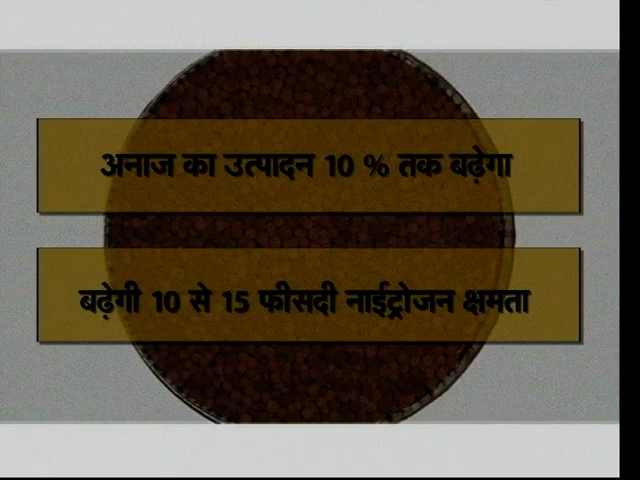 अनाज का उत्पादन 10 % तक बढ़ेगा
बढ़ेगी 10 से 15 फीसदी नाईट्रोजन क्षमता